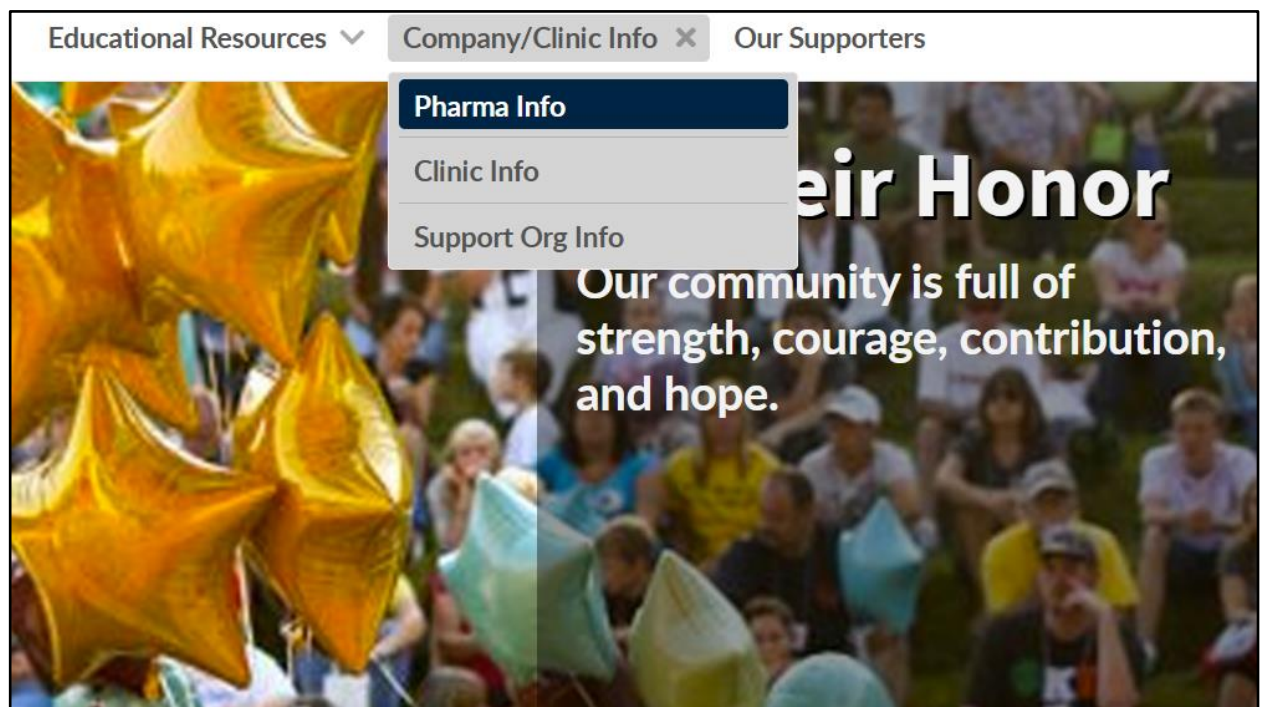 Educational Resources
Company/Clinic Info
Our Supporters
Pharma Info
Clinic Info
Support Org Info
eir Honor
Our community is full of
strength, courage, contribution,
and hope.